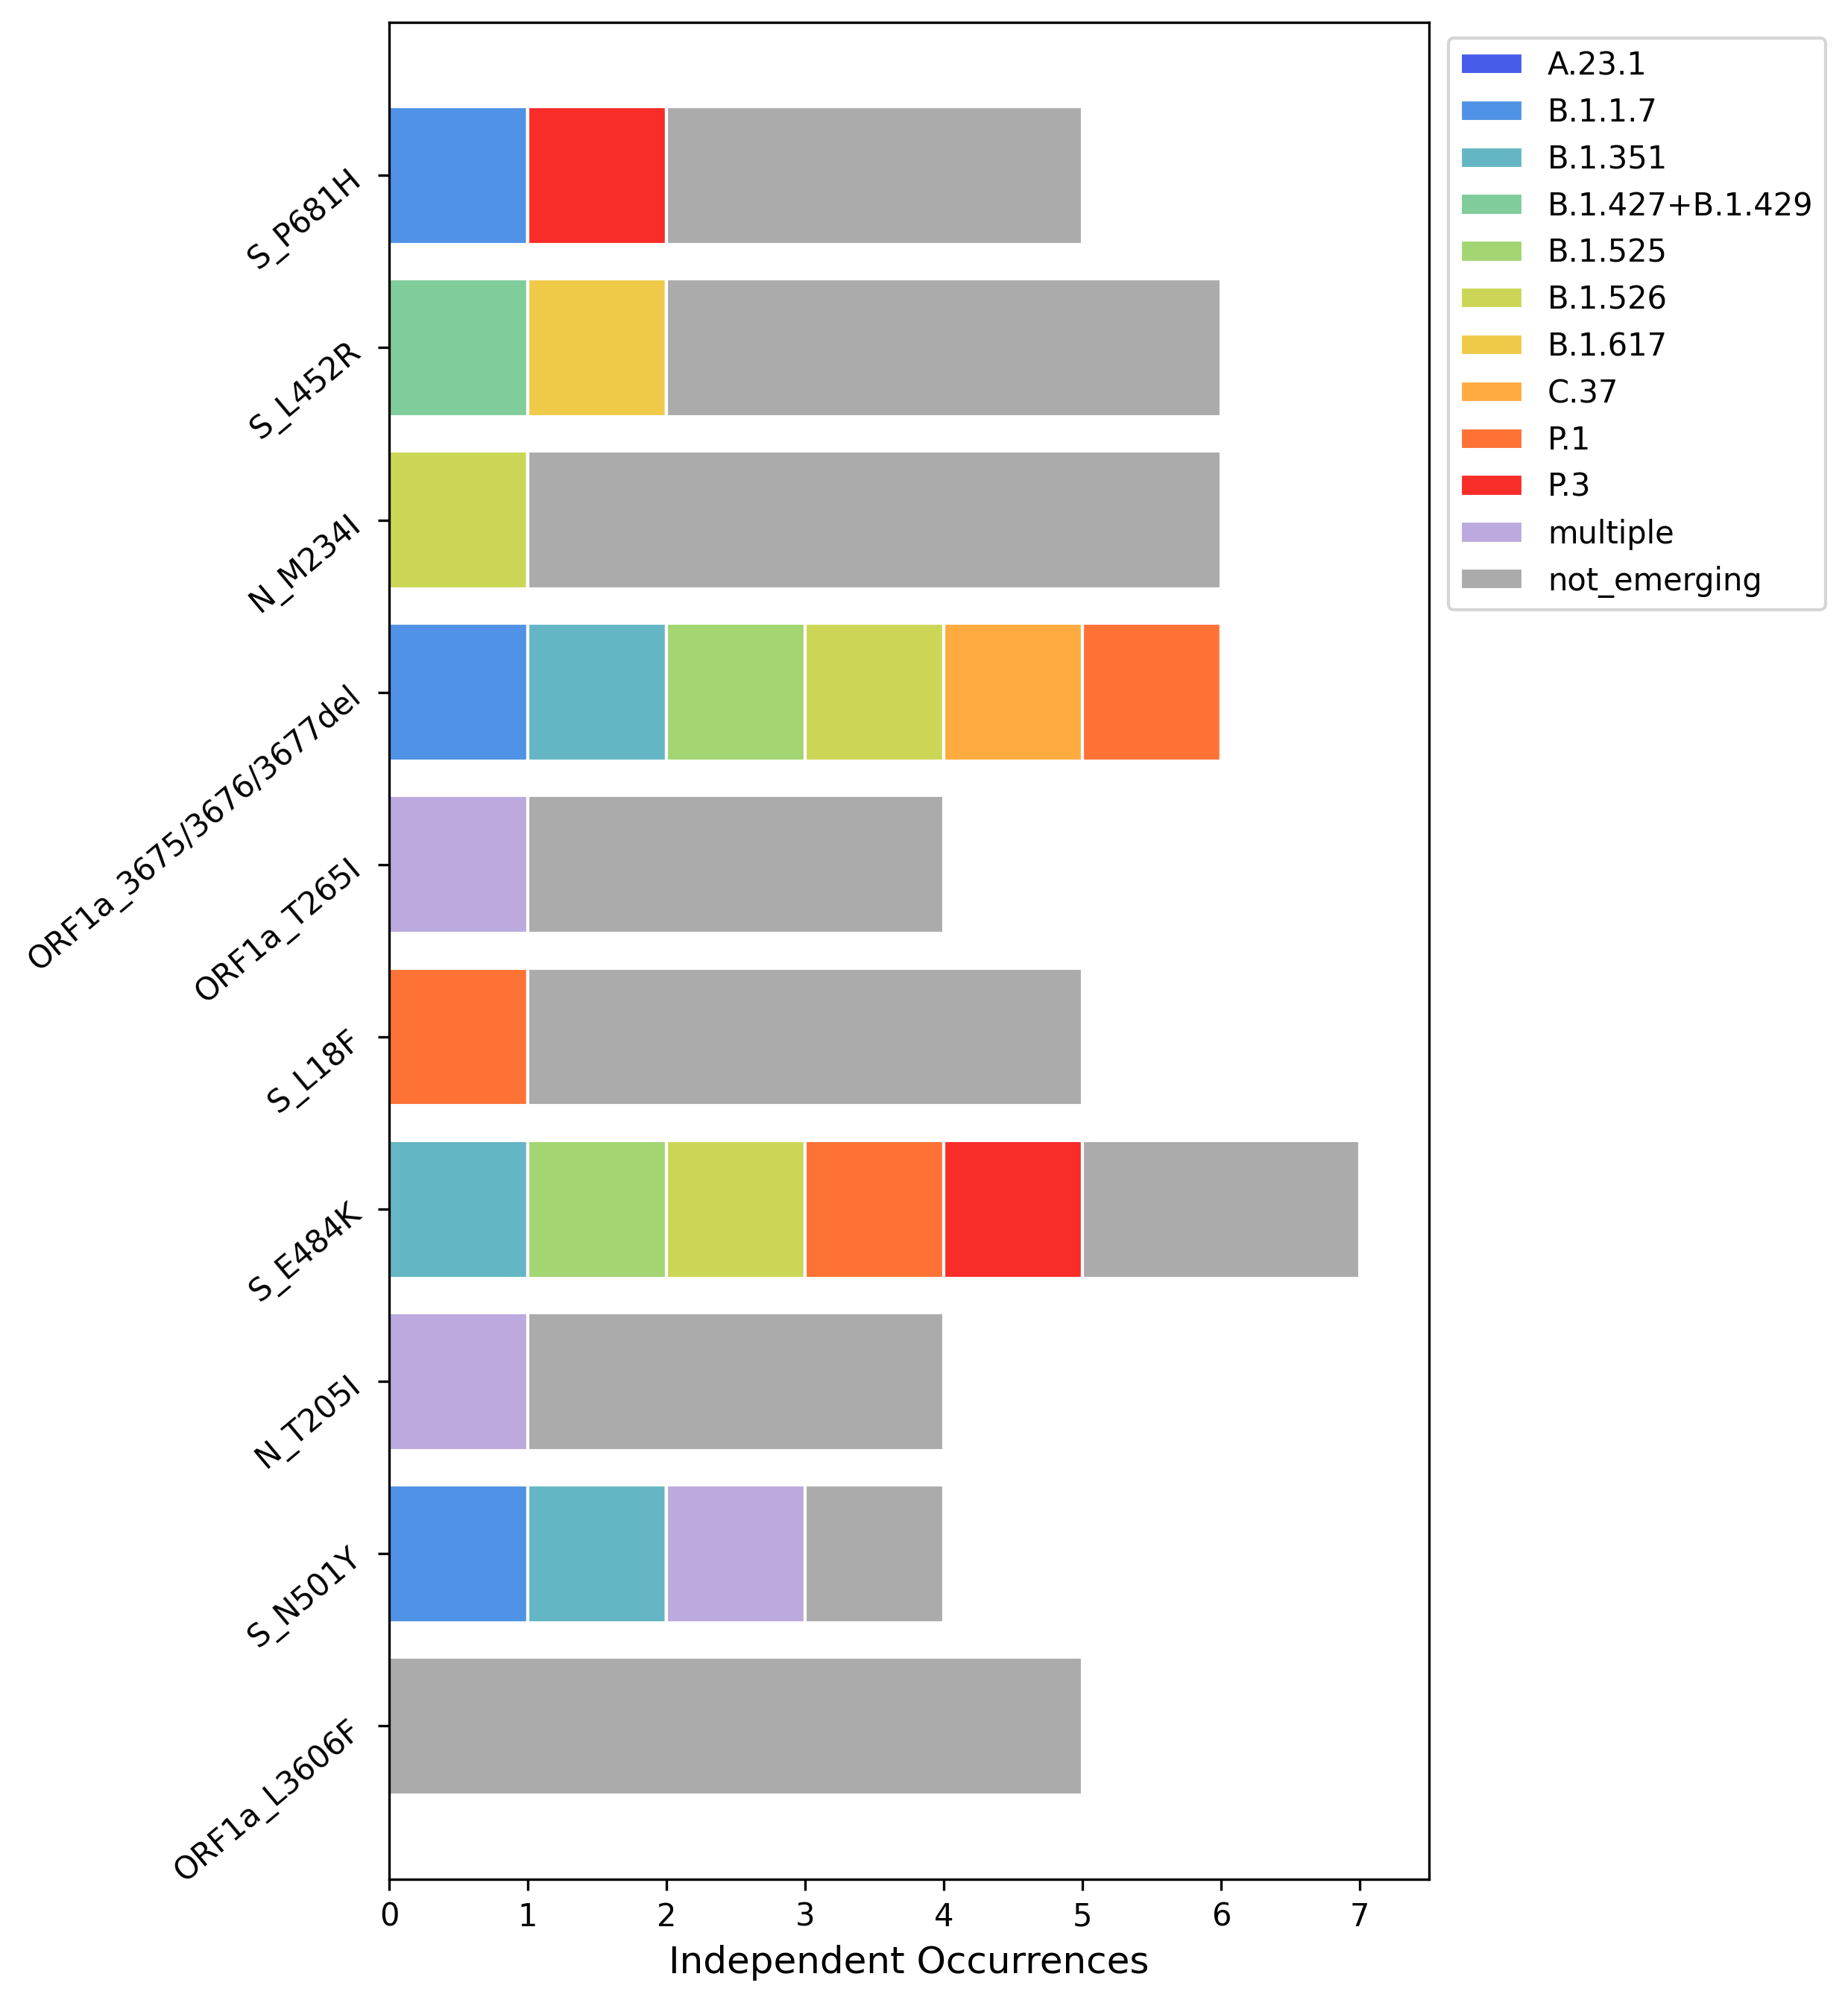 S_P681H
S_L452R
N_M234I
ORF1a_3675/3676/3677del
ORF1a_T265I
S_L18F
S_E484K
N_T205I
S_N501Y
ORF1a_L3606F
0 1 2 3 4 5 6 7
Independent Occurrences
A.23.1
B.1.1.7
B.1.351
B.1.427+B.1.429
B.1.525
B.1.526
B.1.617
C.37
P.1
P.3
multiple
not_emerging